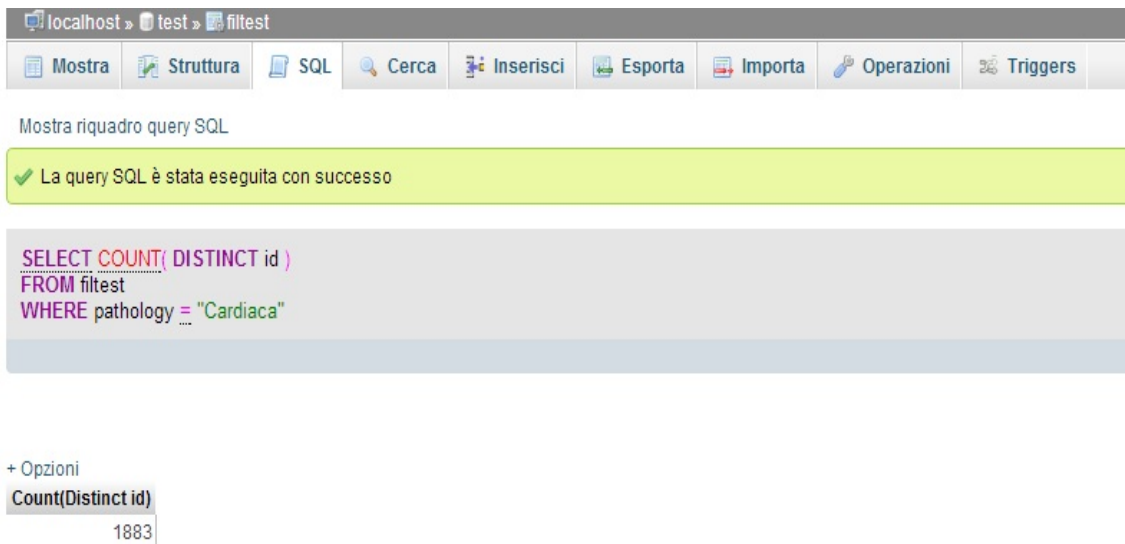 localhost » test » filtest
Mostra Struttura SQL Cerca Inserisci Esporta Importa Operazioni Triggers
Mostra riquadro query SQL
La query SQL è stata eseguita con successo
SELECT COUNT( DISTINCT id )
FROM filtest
WHERE pathology = "Cardiaca"
+ Opzioni
Count(Distinct id)
1883